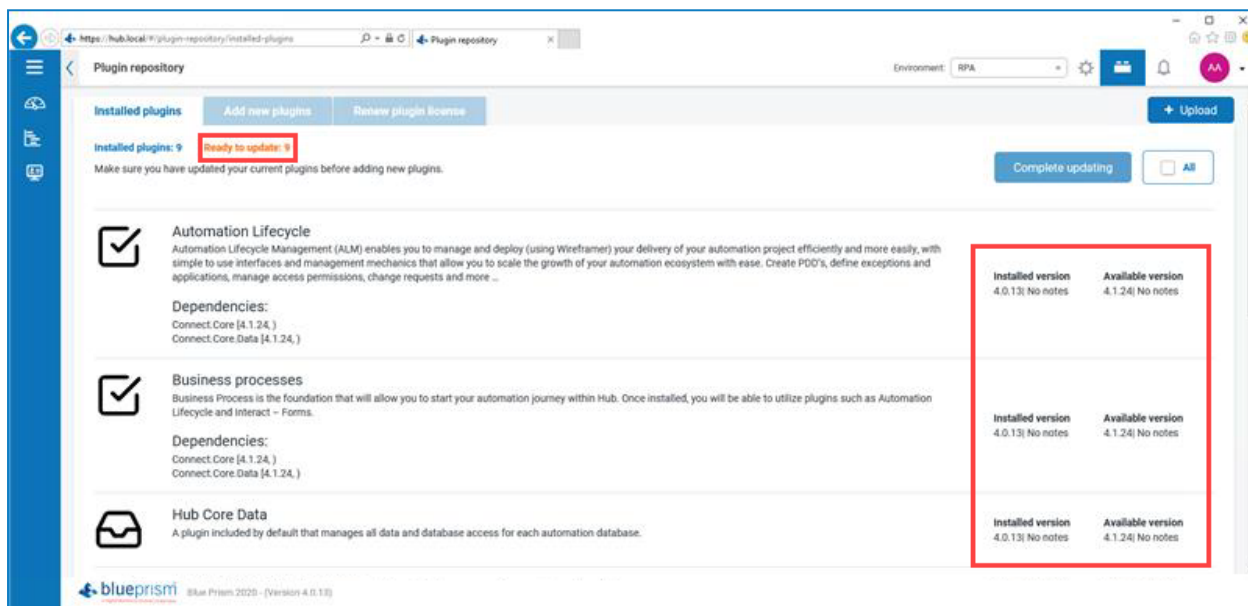 https://hub.local/#/plugin-repository/installed-plugins
Plugin repository
Plugin repository
Environment: RPA
AA
Installed plugins
Add new plugins
Renew plugin license
+ Upload
Installed plugins: 9 Ready to update: 9
Make sure you have updated your current plugins before adding new plugins.
Complete updating
All
Automation Lifecycle
Automation Lifecycle Management (ALM) enables you to manage and deploy (using Wireframer) your delivery of your automation project efficiently and more easily, with
simple to use interfaces and management mechanics that allow you to scale the growth of your automation ecosystem with ease. Create PDD's, define exceptions and
applications, manage access permissions, change requests and more ...
Installed version Available version
4.0.13| No notes 4.1.24| No notes
Dependencies:
Connect.Core [4.1.24, )
Connect.Core.Data [4.1.24, )
Business processes
Business Process is the foundation that will allow you to start your automation journey within Hub. Once installed, you will be able to utilize plugins such as Automation
Lifecycle and Interact – Forms.
Installed version Available version
4.0.13| No notes 4.1.24| No notes
Dependencies:
Connect.Core [4.1.24, )
Connect.Core.Data [4.1.24, )
Hub Core Data
A plugin included by default that manages all data and database access for each automation database.
Installed version Available version
4.0.13| No notes 4.1.24| No notes
blueprism
Blue Prism 2020 - (Version 4.0.13)